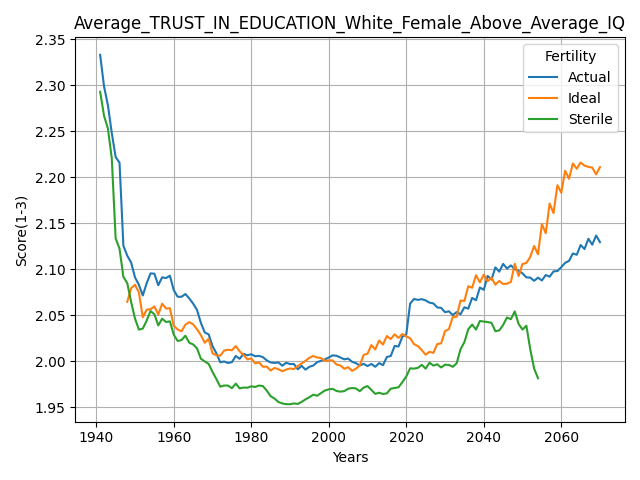 Average_TRUST_IN_EDUCATION_White_Female_Above_Average_IQ
Fertility
Actual
Ideal
Sterile
Score(1-3)
2.35
2.30
2.25
2.20
2.15
2.10
2.05
2.00
1.95
1940 1960 1980 2000 2020 2040 2060
Years